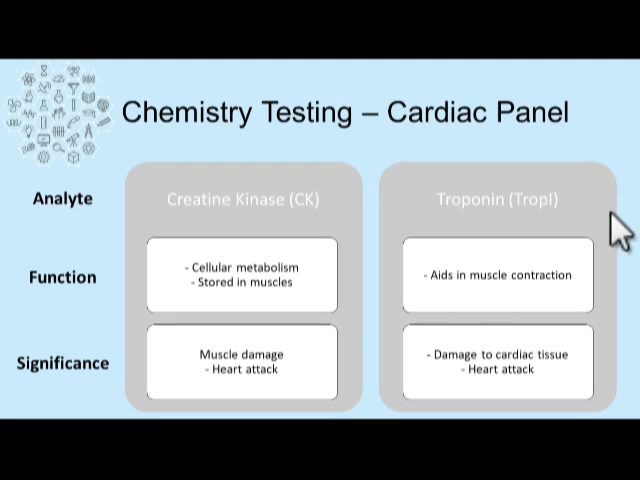 Chemistry Testing – Cardiac Panel
Analyte
Creatine Kinase (CK)
Troponin (TropI)
Function
- Cellular metabolism
- Stored in muscles
- Aids in muscle contraction
Significance
Muscle damage
- Heart attack
- Damage to cardiac tissue
- Heart attack